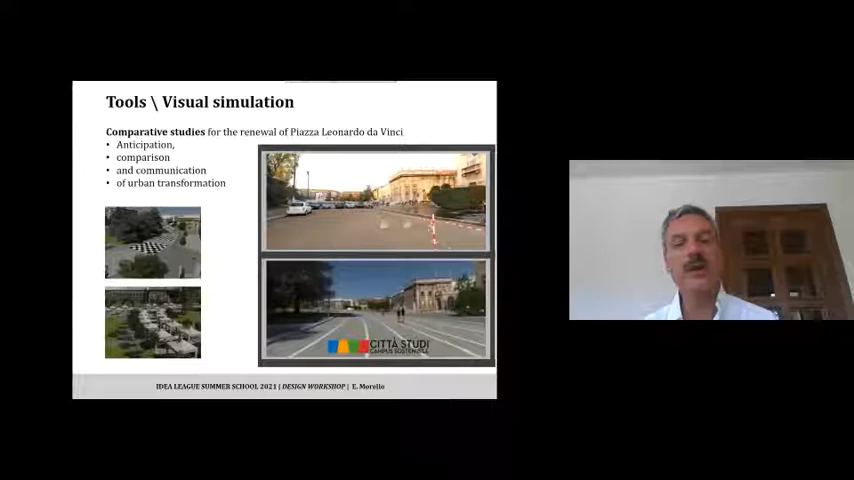 Tools \ Visual simulation
Comparative studies for the renewal of Piazza Leonardo da Vinci
• Anticipation,
• comparison
• and communication
• of urban transformation
CITTÀ STUDI
CAMPUS SOSTENIBILE
IDEA LEAGUE SUMMER SCHOOL 2021 | DESIGN WORKSHOP | E. Morello